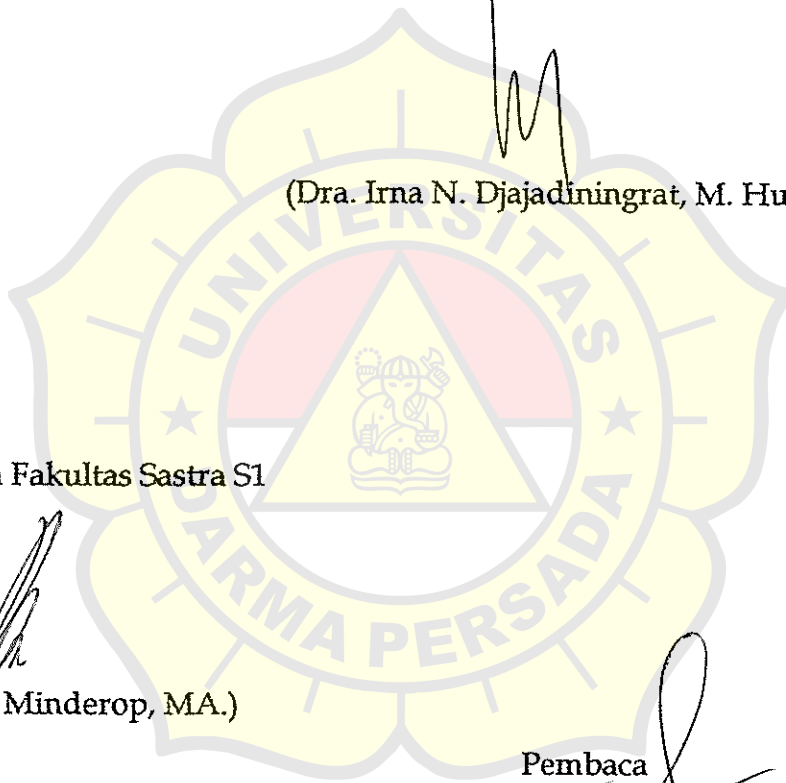 (Dra. Irna N. Djajadiningrat, M. Hu
UNIVERSITAS
DARMA PERSADA
Fakultas Sastra S1
Minderop, MA.)
Pembaca